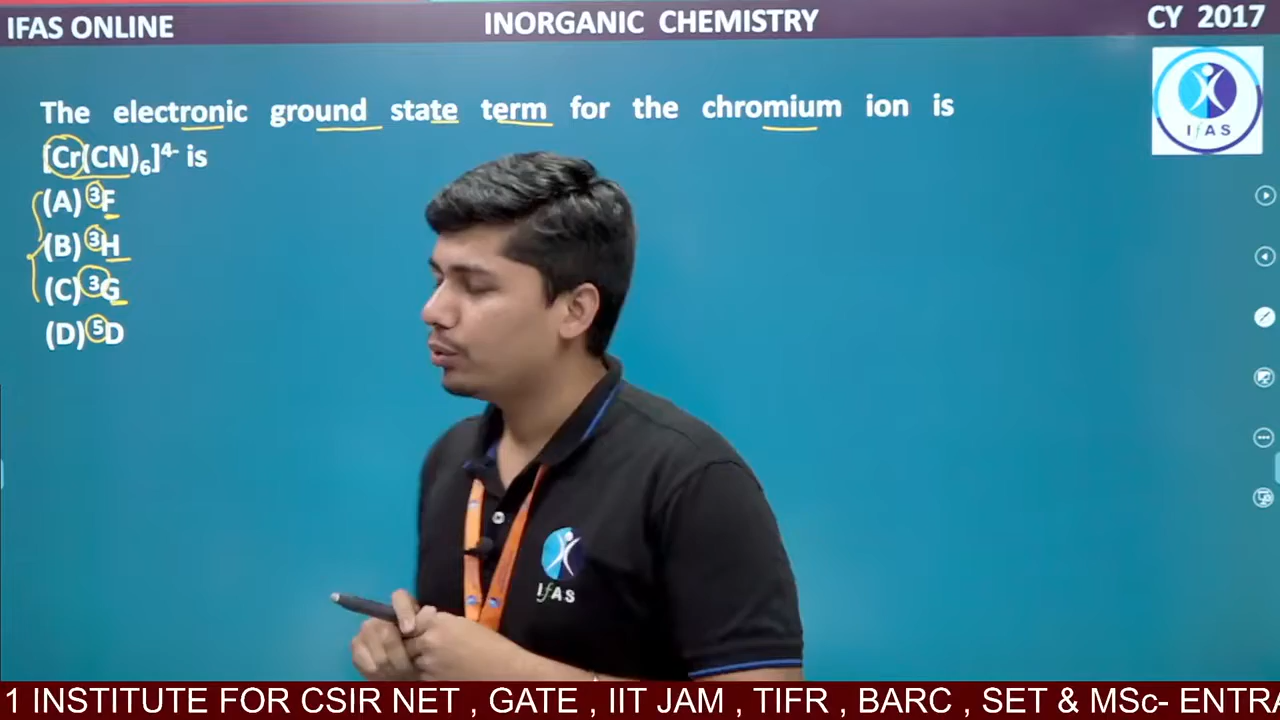 IFAS ONLINE
INORGANIC CHEMISTRY
CY 2017
IfAS
The electronic ground state term for the chromium ion is
[Cr(CN)₆]⁴⁻ is
(A) ³F
(B) ³H
(C) ³G
(D) ⁵D
IfAS
1 INSTITUTE FOR CSIR NET , GATE , IIT JAM , TIFR , BARC , SET & MSc- ENTRA